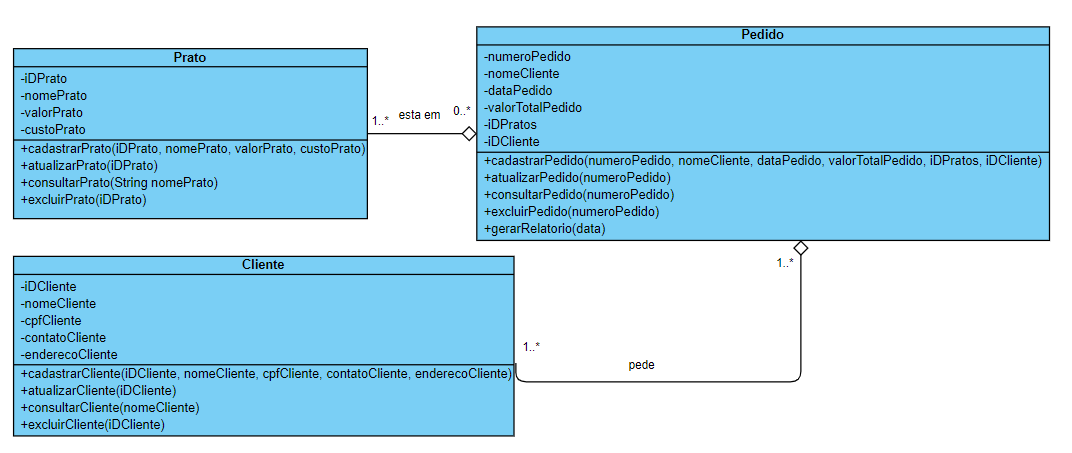 Prato
-iDPrato
-nomePrato
-valorPrato
-custoPrato
+cadastrarPrato(iDPrato, nomePrato, valorPrato, custoPrato)
+atualizarPrato(iDPrato)
+consultarPrato(String nomePrato)
+excluirPrato(iDPrato)
1..*
esta em
0..*
Pedido
-numeroPedido
-nomeCliente
-dataPedido
-valorTotalPedido
-iDPratos
-iDCliente
+cadastrarPedido(numeroPedido, nomeCliente, dataPedido, valorTotalPedido, iDPratos, iDCliente)
+atualizarPedido(numeroPedido)
+consultarPedido(numeroPedido)
+excluirPedido(numeroPedido)
+gerarRelatorio(data)
1..*
Cliente
-iDCliente
-nomeCliente
-cpfCliente
-contatoCliente
-enderecoCliente
+cadastrarCliente(iDCliente, nomeCliente, cpfCliente, contatoCliente, enderecoCliente)
+atualizarCliente(iDCliente)
+consultarCliente(nomeCliente)
+excluirCliente(iDCliente)
1..*
pede